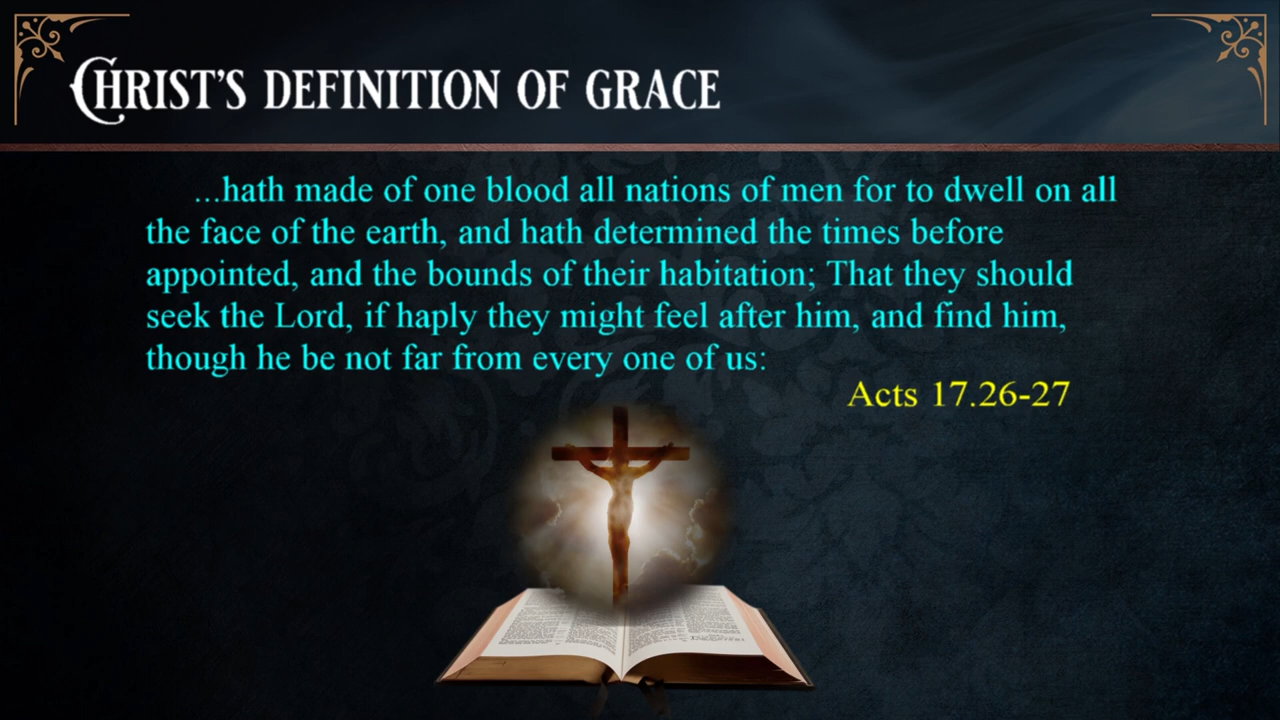 CHRIST'S DEFINITION OF GRACE
...hath made of one blood all nations of men for to dwell on all
the face of the earth, and hath determined the times before
appointed, and the bounds of their habitation; That they should
seek the Lord, if haply they might feel after him, and find him,
though he be not far from every one of us:
Acts 17.26-27